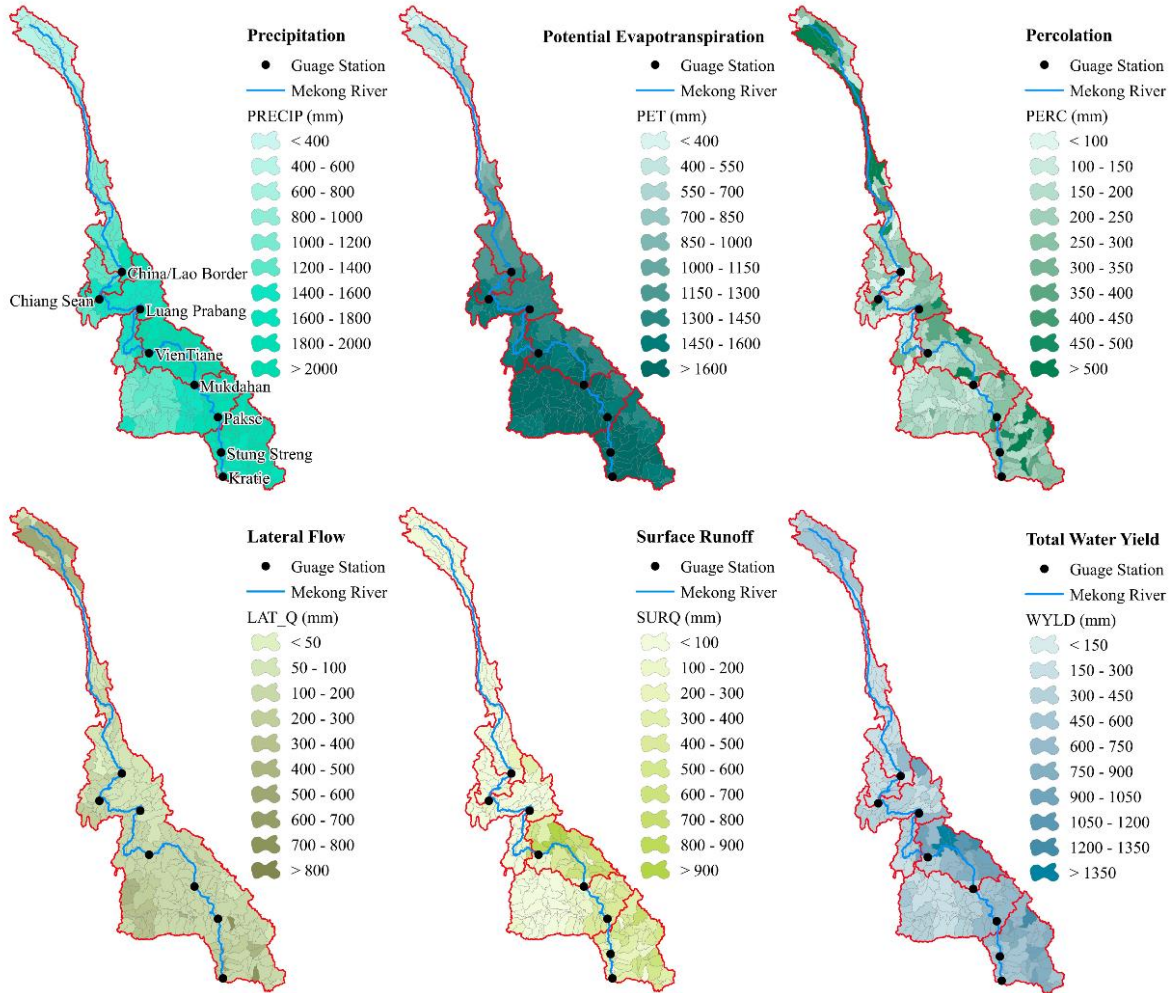 Precipitation
Guage Station
Mekong River
PRECIP (mm)
< 400
400 - 600
600 - 800
800 - 1000
1000 - 1200
1200 - 1400
1400 - 1600
1600 - 1800
1800 - 2000
> 2000
China/Lao Border
Chiang Sean
Luang Prabang
VienTiane
Mukdahan
Pakse
Stung Streng
Kratie
Potential Evapotranspiration
Guage Station
Mekong River
PET (mm)
< 400
400 - 550
550 - 700
700 - 850
850 - 1000
1000 - 1150
1150 - 1300
1300 - 1450
1450 - 1600
> 1600
Percolation
Guage Station
Mekong River
PERC (mm)
< 100
100 - 150
150 - 200
200 - 250
250 - 300
300 - 350
350 - 400
400 - 450
450 - 500
> 500
Lateral Flow
Guage Station
Mekong River
LAT_Q (mm)
< 50
50 - 100
100 - 200
200 - 300
300 - 400
400 - 500
500 - 600
600 - 700
700 - 800
> 800
Surface Runoff
Guage Station
Mekong River
SURQ (mm)
< 100
100 - 200
200 - 300
300 - 400
400 - 500
500 - 600
600 - 700
700 - 800
800 - 900
> 900
Total Water Yield
Guage Station
Mekong River
WYLD (mm)
< 150
150 - 300
300 - 450
450 - 600
600 - 750
750 - 900
900 - 1050
1050 - 1200
1200 - 1350
> 1350